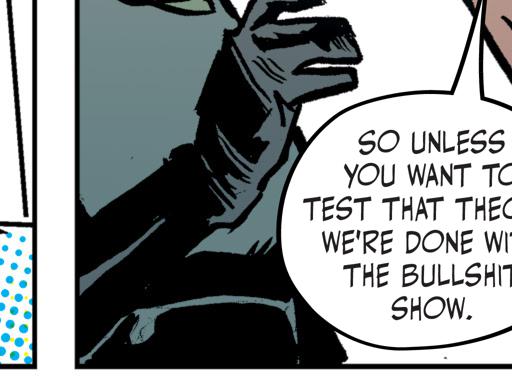 SO UNLESS
YOU WANT TO
TEST THAT
WE'RE DONE
THE BULLSHIT
SHOW.